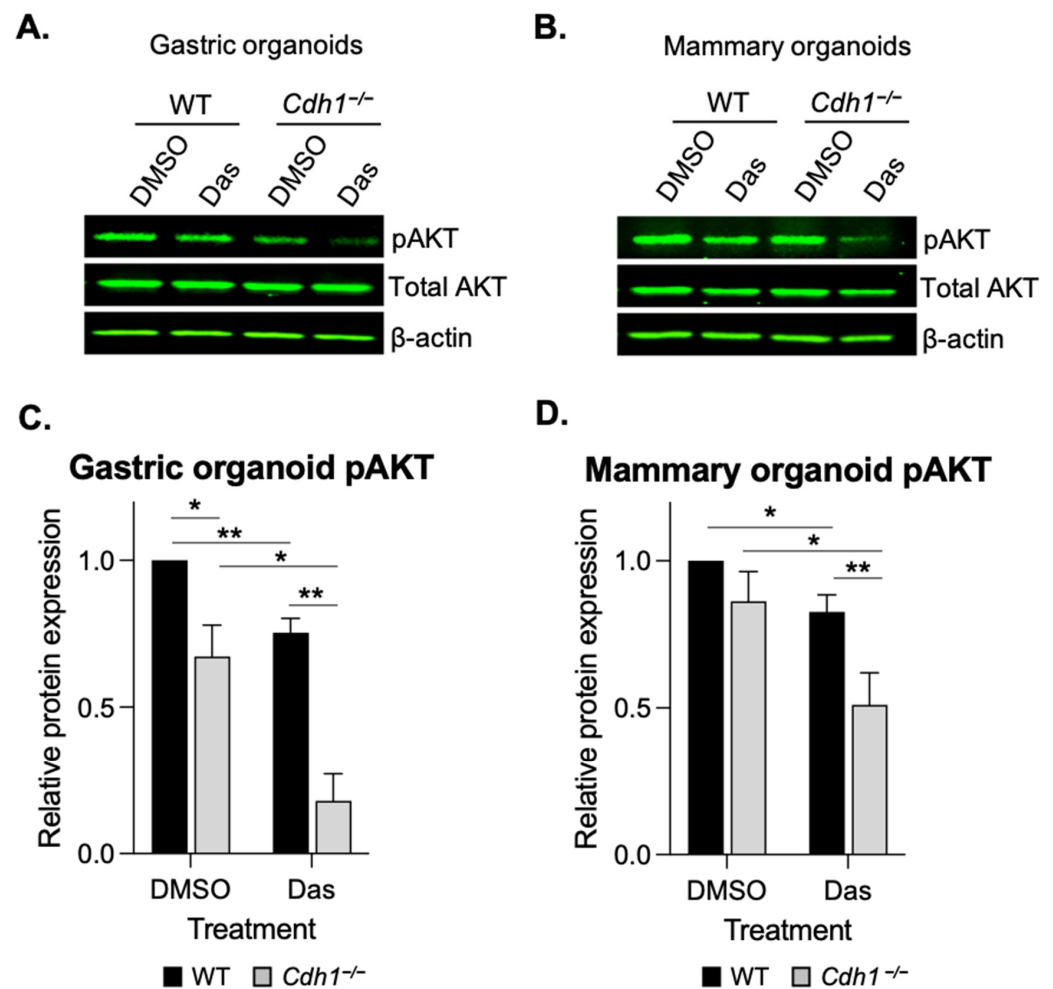 A.
Gastric organoids
WT Cdh1⁻/⁻
DMSO Das DMSO Das
pAKT
Total AKT
β-actin
B.
Mammary organoids
WT Cdh1⁻/⁻
DMSO Das DMSO Das
pAKT
Total AKT
β-actin
C.
Gastric organoid pAKT
Relative protein expression
1.0
0.5
0.0
*
**
*
**
DMSO Das
Treatment
WT Cdh1⁻/⁻
D.
Mammary organoid pAKT
Relative protein expression
1.0
0.5
0.0
*
*
**
DMSO Das
Treatment
WT Cdh1⁻/⁻